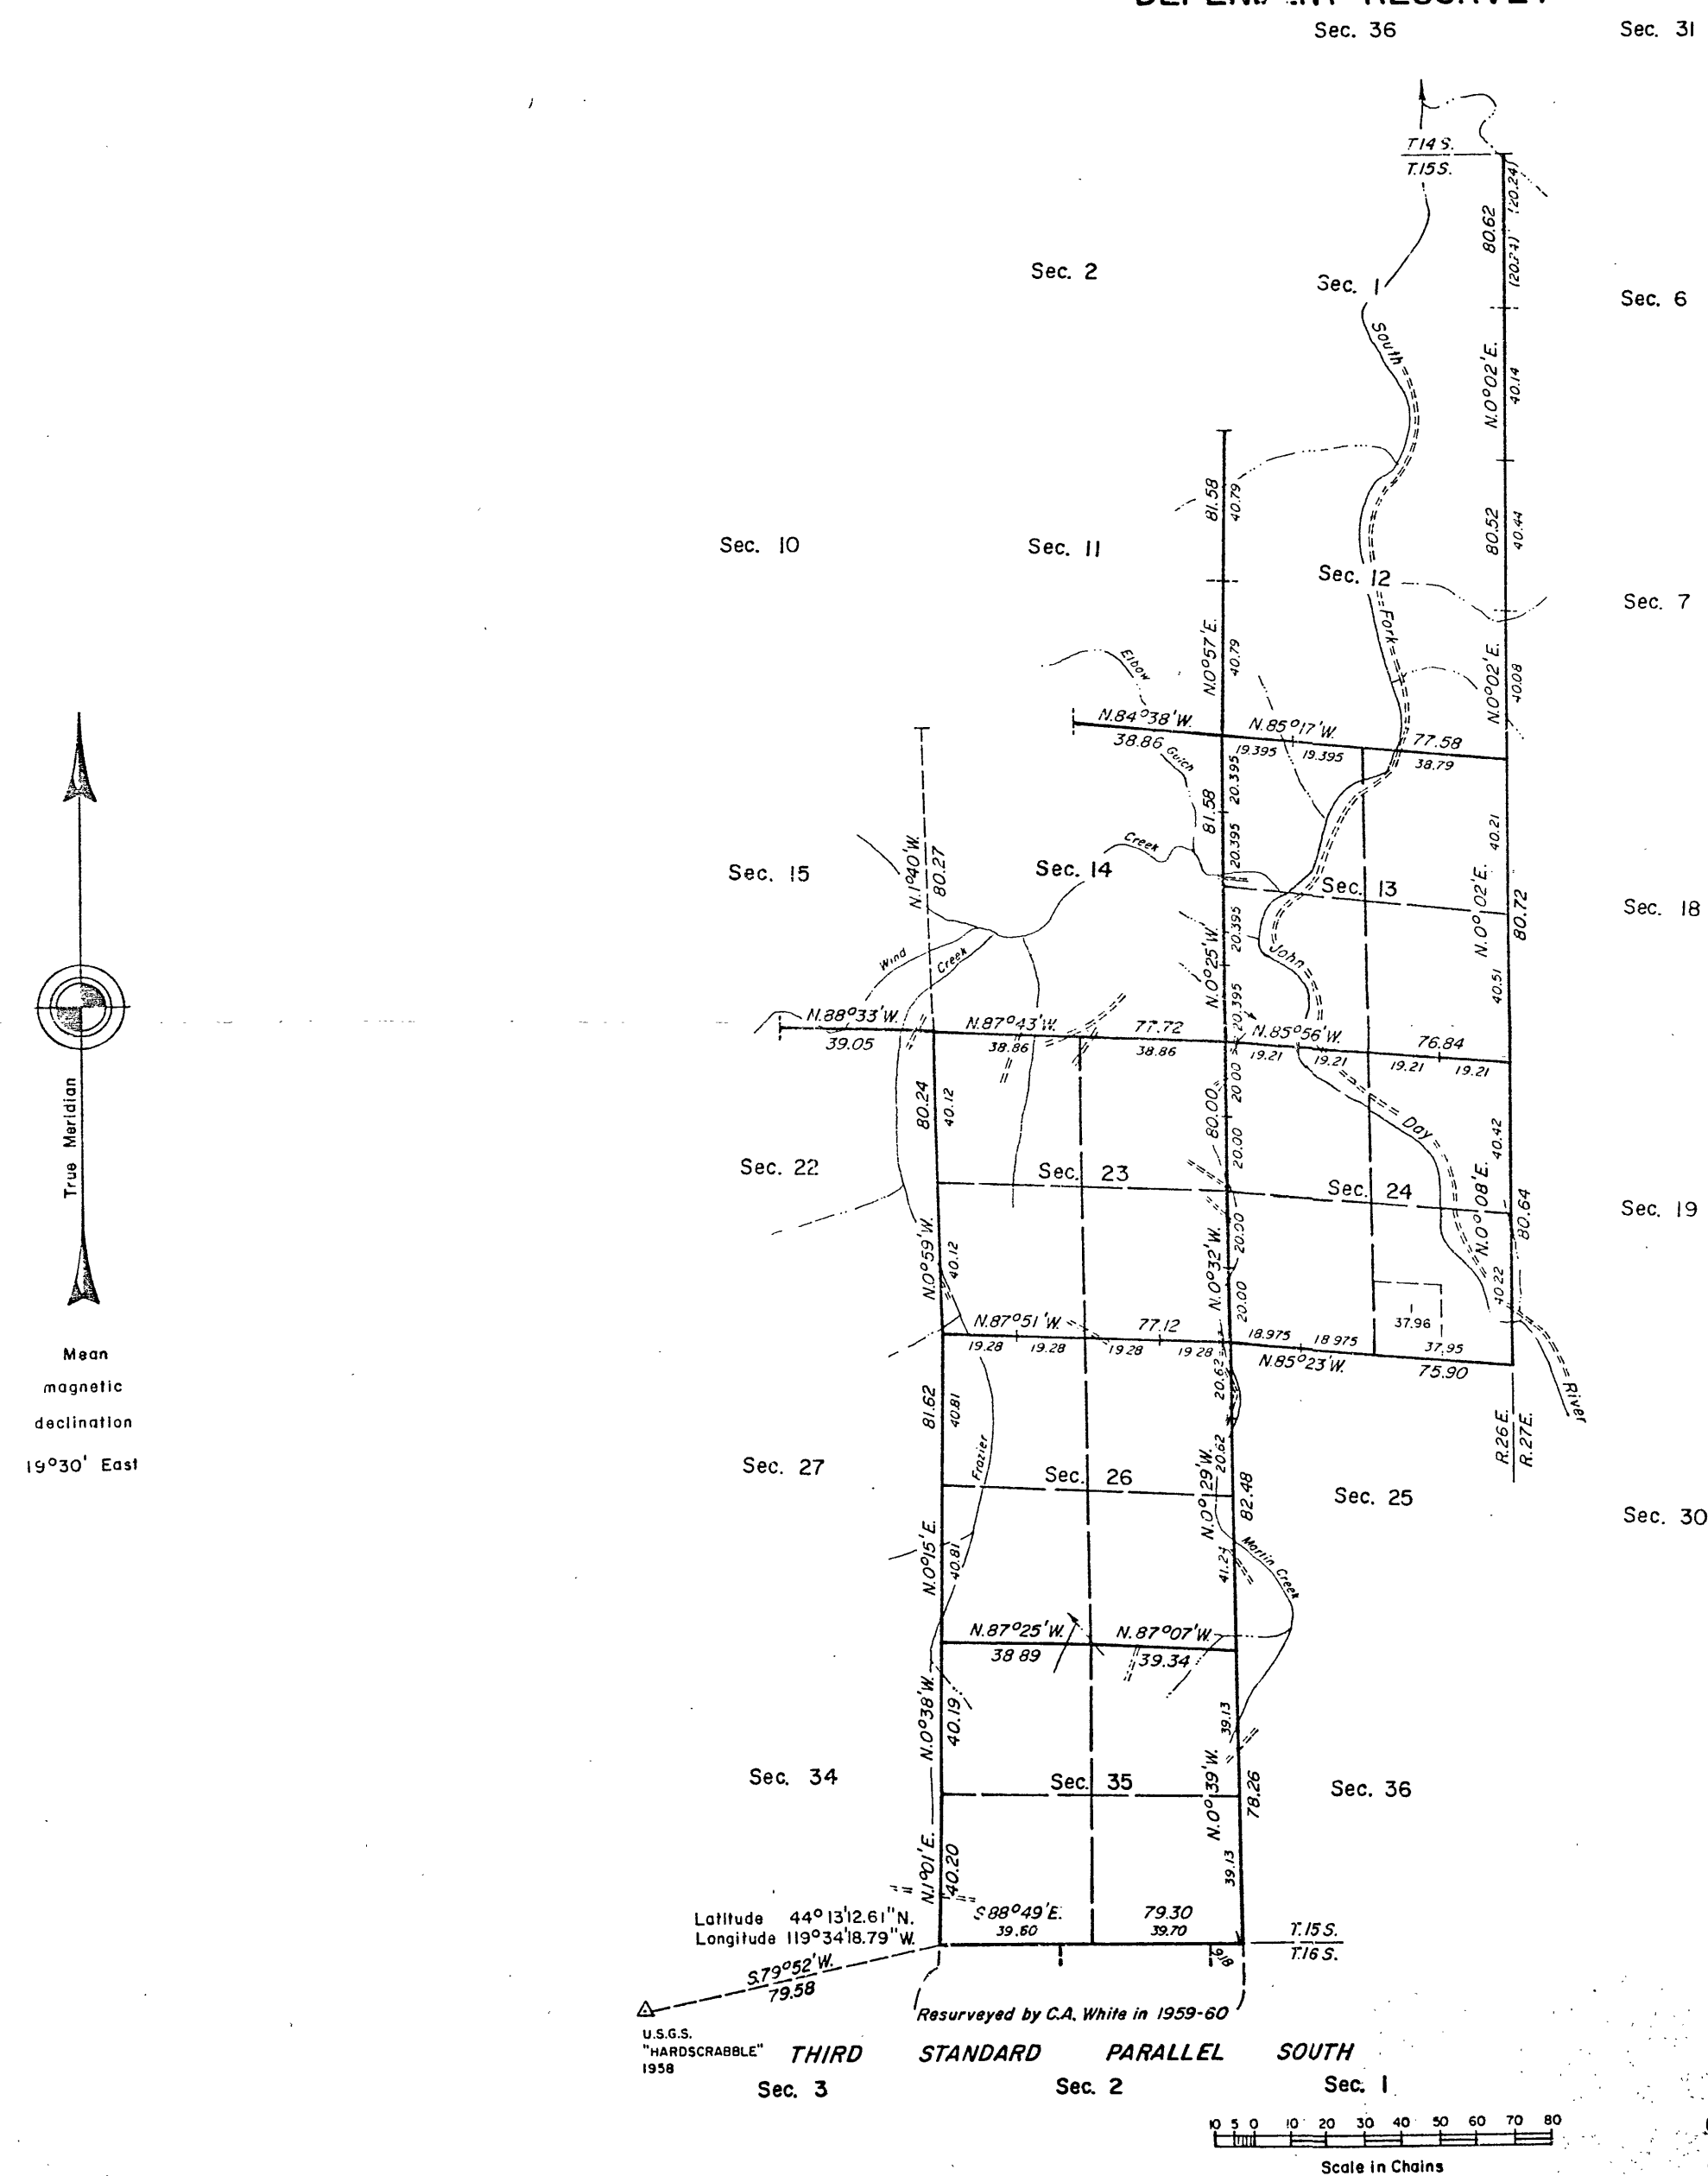 Sec. 36
Sec. 31
T.14 S.
T.15 S.
80.62
(20.24)
Sec. 2
Sec. 1
Sec. 6
South
N.0°02'E.
40.14
81.58
40.79
80.52
40.44
Sec. 10
Sec. 11
Sec. 12
Sec. 7
Fork
Elbow
N.0°57'E.
40.79
N.0°02'E.
40.08
N.84°38'W.
N.85°17'W.
77.58
38.86
Gulch
19.395
19.395
38.79
N.1°40'W.
80.27
81.58
20.395
20.395
40.21
Creek
Sec. 15
Sec. 14
Sec. 13
Sec. 18
N.0°02'E.
80.72
Wind
Creek
N.0°25'W.
20.395
20.395
John
40.51
N.88°33'W.
N.87°43'W.
77.72
N.85°56'W.
76.84
39.05
38.86
38.86
19.21
19.21
19.21
19.21
True Meridian
80.24
40.12
80.00
20.00
20.00
Day
40.42
Sec. 22
Sec. 23
Sec. 24
Sec. 19
N.0°08'E.
80.64
N.0°59'W.
40.12
N.0°32'W.
20.00
20.00
40.22
1
37.96
N.87°51'W.
77.12
18.975
18.975
37.95
19.28
19.28
19.28
19.28
N.85°23'W.
75.90
River
Mean
magnetic
declination
19°30' East
81.62
40.81
20.62
20.62
R.26 E.
R.27 E.
Frazier
Sec. 27
Sec. 26
Sec. 25
Sec. 30
N.0°29'W.
82.48
N.0°15'E.
40.81
41.24
Martin Creek
N.87°25'W.
N.87°07'W.
38.89
39.34
N.0°38'W.
40.19
39.13
Sec. 34
Sec. 35
Sec. 36
N.0°39'W.
78.26
N.1°01'E.
40.20
39.13
Latitude 44°13'12.61"N.
Longitude 119°34'18.79"W.
S.88°49'E.
79.30
39.60
39.70
T.15 S.
T.16 S.
S.79°52'W.
79.58
Resurveyed by C.A. White in 1959-60
U.S.G.S.
"HARDSCRABBLE"
1958
THIRD STANDARD PARALLEL SOUTH
Sec. 3
Sec. 2
Sec. 1
10 5 0 10 20 30 40 50 60 70 80
Scale in Chains